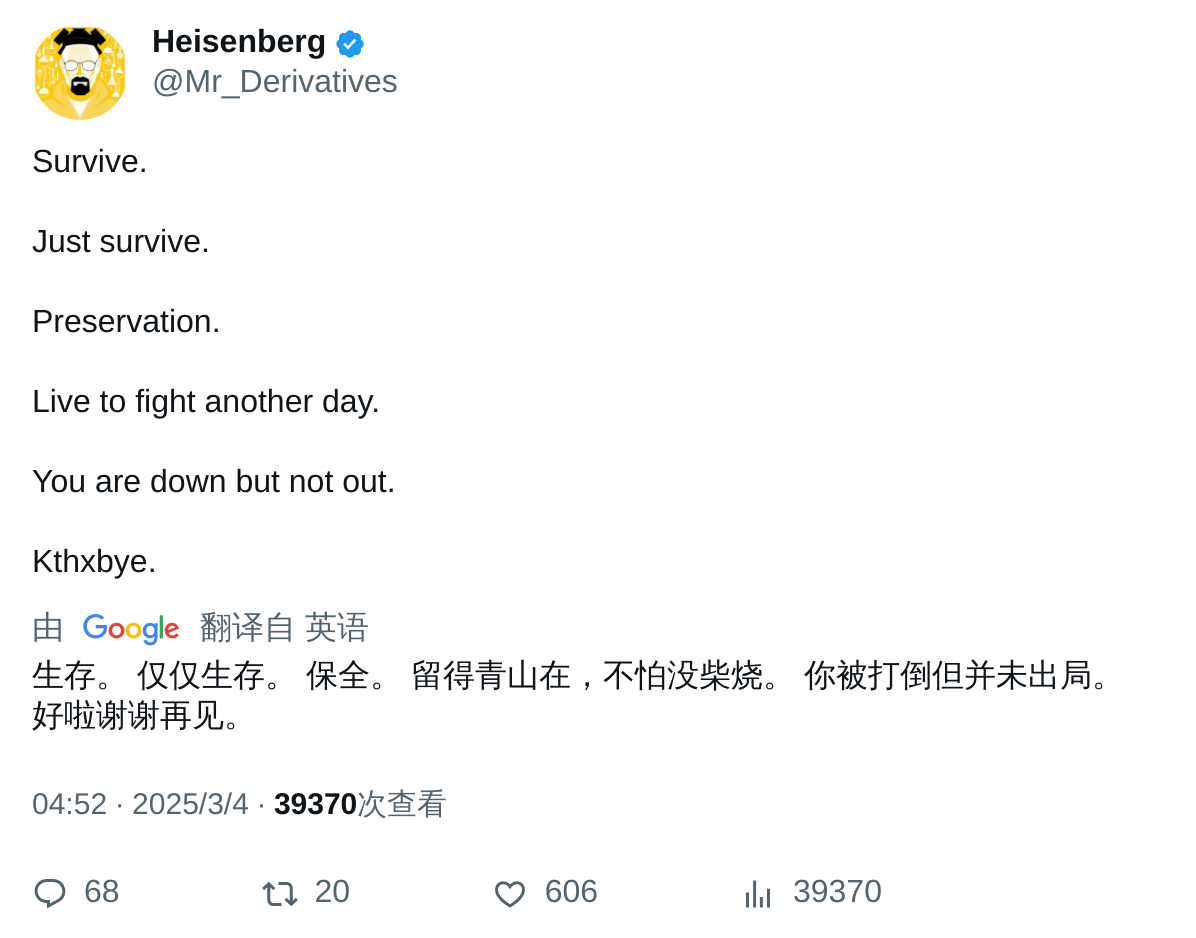 Heisenberg
@Mr_Derivatives
Survive.
Just survive.
Preservation.
Live to fight another day.
You are down but not out.
Kthxbye.
由 Google 翻译自 英语
生存。 仅仅生存。 保全。 留得青山在，不怕没柴烧。 你被打倒但并未出局。
好啦谢谢再见。
04:52 · 2025/3/4 · 39370次查看
68 20 606 39370